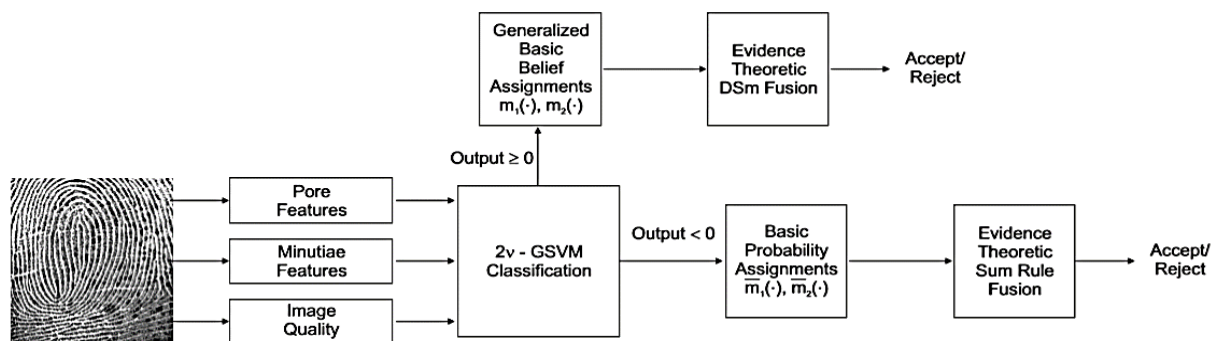 Generalized
Basic
Belief
Assignments
m₁(·), m₂(·)
Evidence
Theoretic
DSm Fusion
Accept/
Reject
Output ≥ 0
Pore
Features
Minutiae
Features
Image
Quality
2ν - GSVM
Classification
Output < 0
Basic
Probability
Assignments
m̅₁(·), m̅₂(·)
Evidence
Theoretic
Sum Rule
Fusion
Accept/
Reject